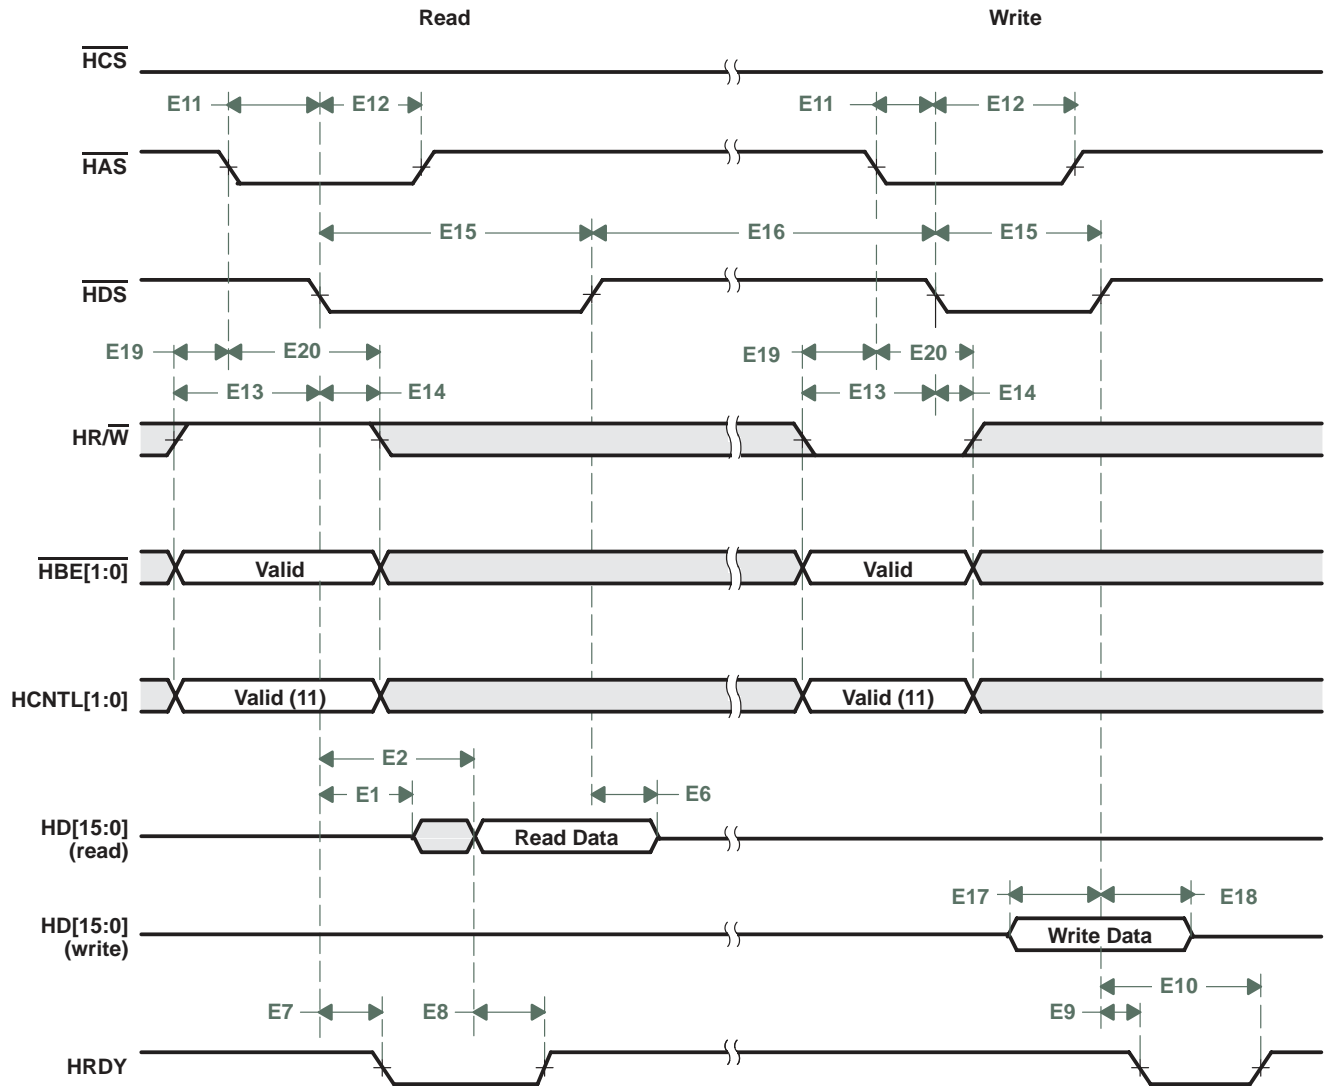 Read Write
HCS
E11 E12 E11 E12
HAS
E15 E16 E15
HDS
E19 E20 E19 E20
E13 E14 E13 E14
HR/W
HBE[1:0] Valid Valid
HCNTL[1:0] Valid (11) Valid (11)
E2
E1 E6
HD[15:0]
(read) Read Data
E17 E18
HD[15:0]
(write) Write Data
E10
E7 E8 E9
HRDY